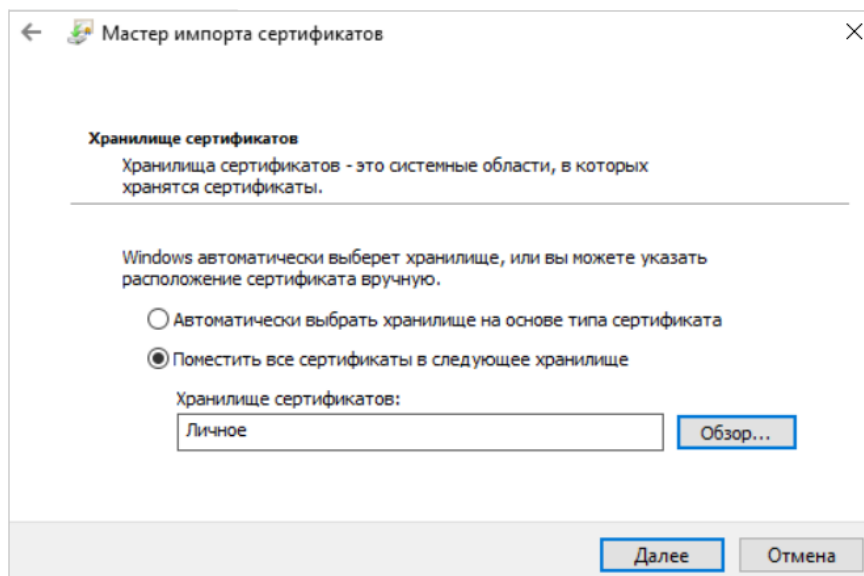 Мастер импорта сертификатов
Хранилище сертификатов
Хранилища сертификатов - это системные области, в которых
хранятся сертификаты.
Windows автоматически выберет хранилище, или вы можете указать
расположение сертификата вручную.
Автоматически выбрать хранилище на основе типа сертификата
Поместить все сертификаты в следующее хранилище
Хранилище сертификатов:
Личное
Обзор...
Далее
Отмена